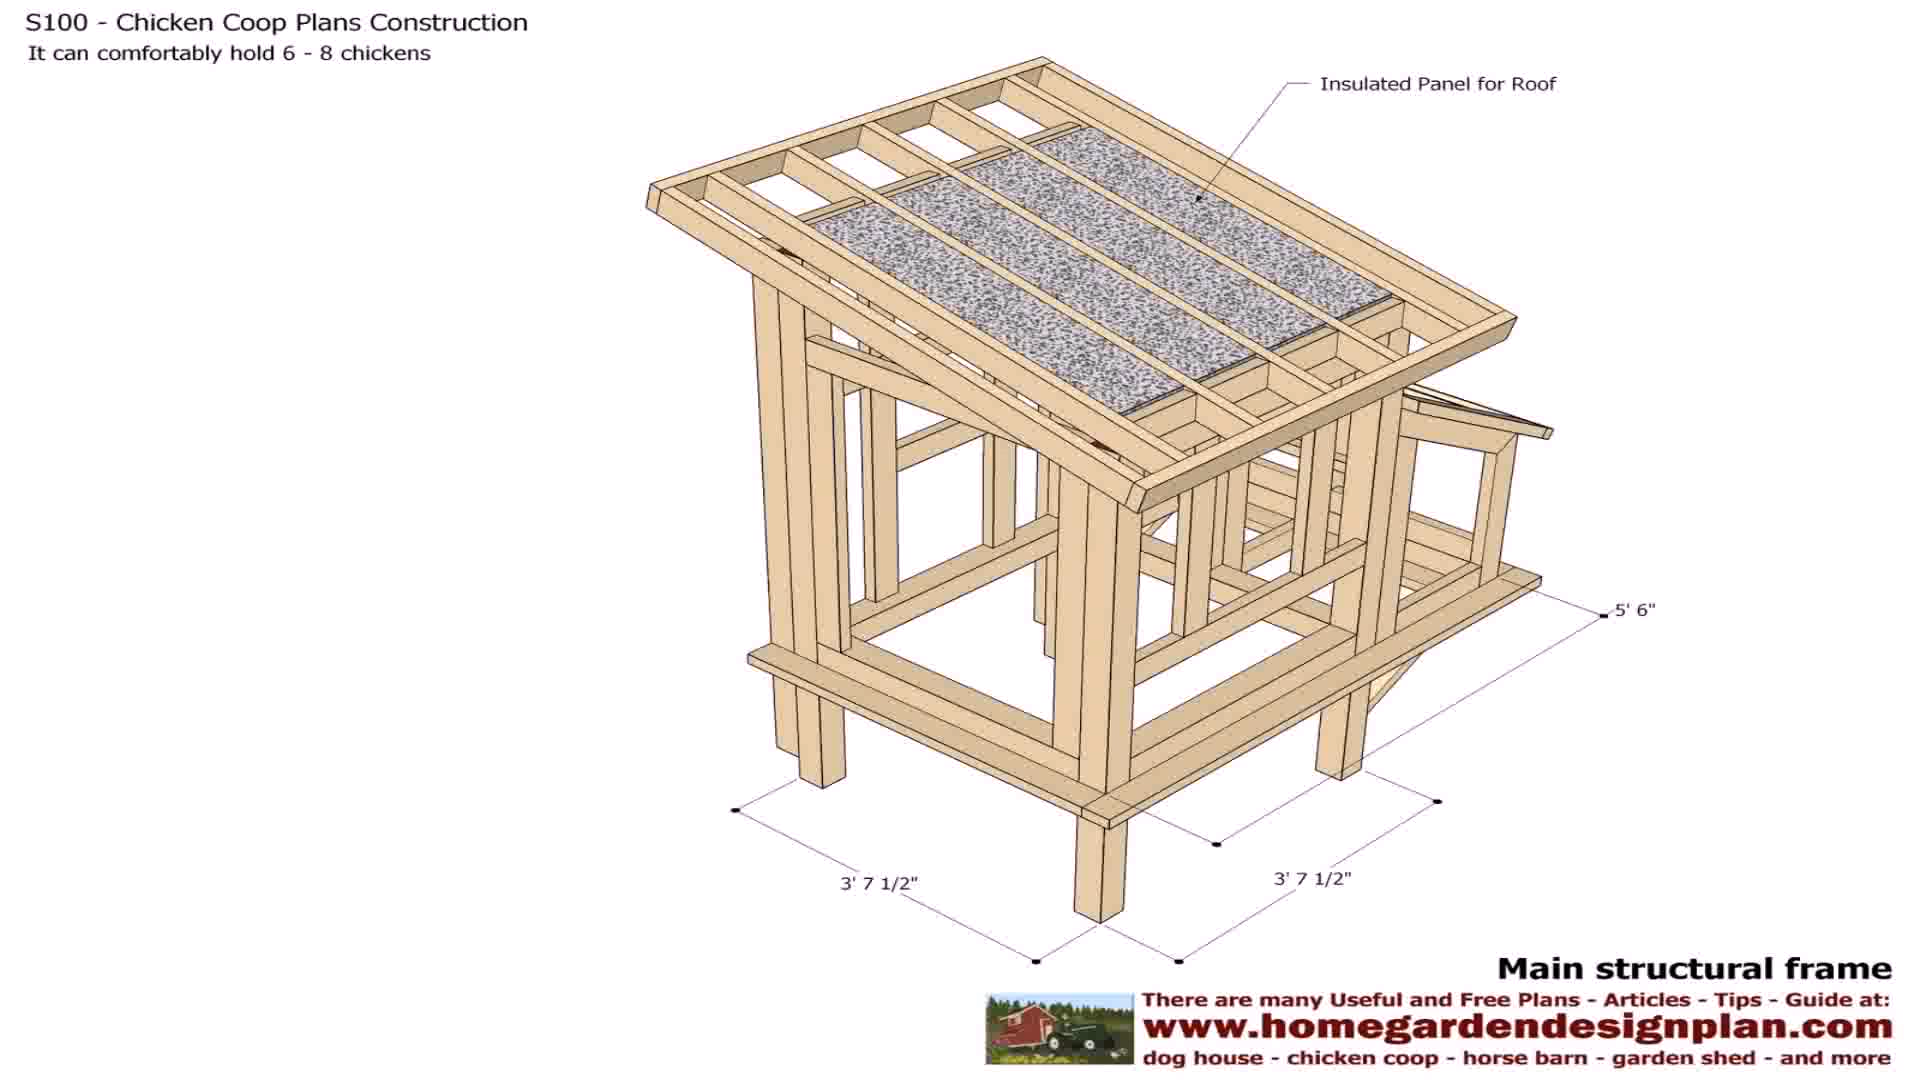 S100 - Chicken Coop Plans Construction
It can comfortably hold 6 - 8 chickens
Insulated Panel for Roof
5' 6"
3' 7 1/2"
3' 7 1/2"
Main structural frame
There are many Useful and Free Plans - Articles - Tips - Guide at:
www.homegardendesignplan.com
dog house - chicken coop - horse barn - garden shed - and more